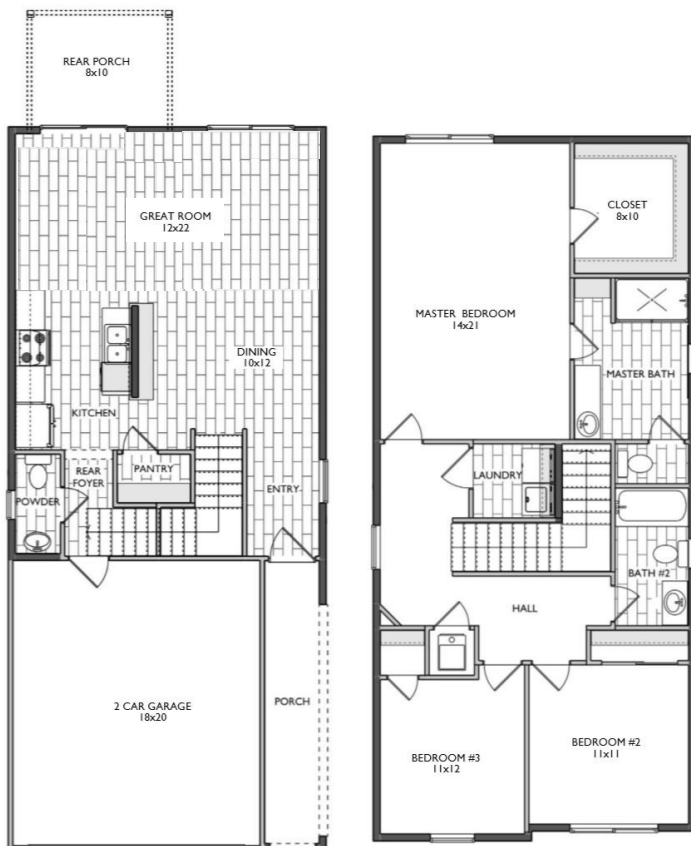 REAR PORCH
8x10
GREAT ROOM
12x22
DINING
10x12
KITCHEN
PANTRY
REAR
FOYER
POWDER
ENTRY
2 CAR GARAGE
18x20
PORCH
CLOSET
8x10
MASTER BEDROOM
14x21
MASTER BATH
LAUNDRY
BATH #2
HALL
BEDROOM #3
11x12
BEDROOM #2
11x11